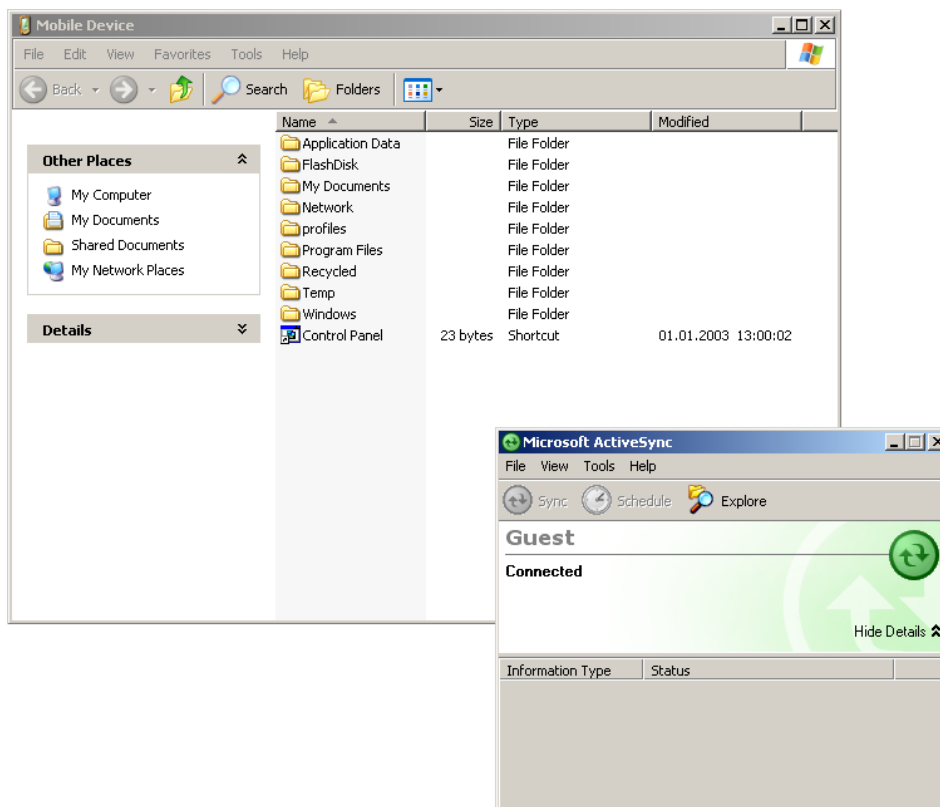 Mobile Device
File Edit View Favorites Tools Help
Back Search Folders
Name Size Type Modified
Other Places
My Computer
My Documents
Shared Documents
My Network Places
Details
Application Data File Folder
FlashDisk File Folder
My Documents File Folder
Network File Folder
profiles File Folder
Program Files File Folder
Recycled File Folder
Temp File Folder
Windows File Folder
Control Panel 23 bytes Shortcut 01.01.2003 13:00:02
Microsoft ActiveSync
File View Tools Help
Sync Schedule Explore
Guest
Connected
Hide Details
Information Type Status